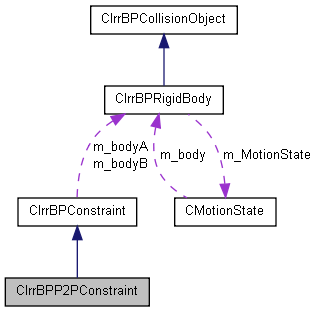 CIrrBPCollisionObject
CIrrBPRigidBody
m_bodyA
m_bodyB
m_body
m_MotionState
CIrrBPConstraint
CMotionState
CIrrBPP2PConstraint